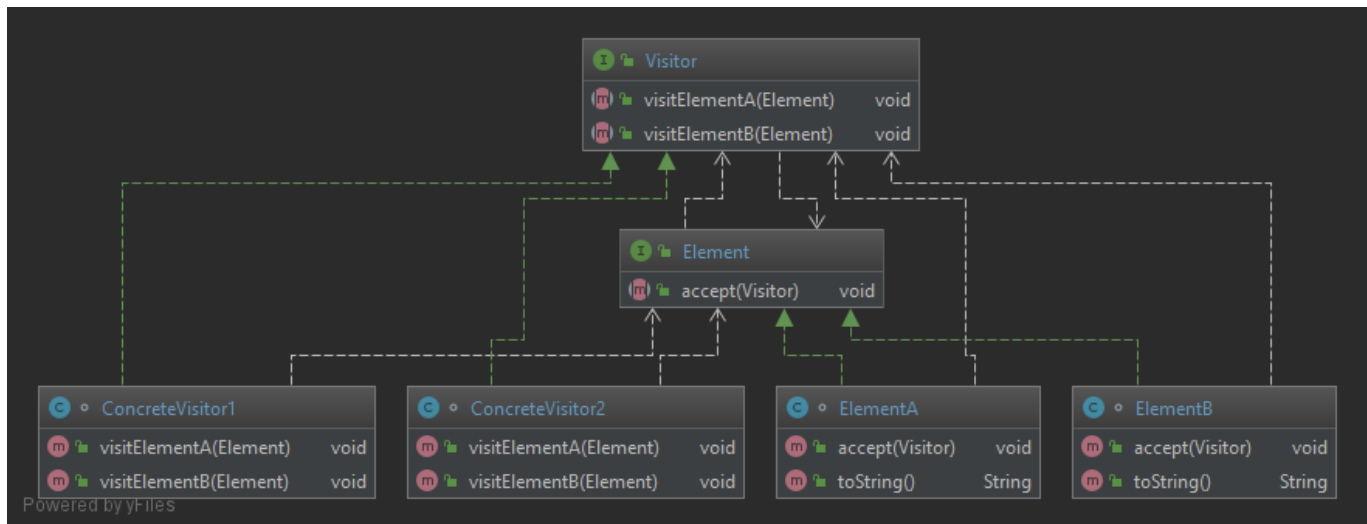 Visitor
visitElementA(Element) void
visitElementB(Element) void
Element
accept(Visitor) void
ConcreteVisitor1
visitElementA(Element) void
visitElementB(Element) void
ConcreteVisitor2
visitElementA(Element) void
visitElementB(Element) void
ElementA
accept(Visitor) void
toString() String
ElementB
accept(Visitor) void
toString() String
Powered by yFiles